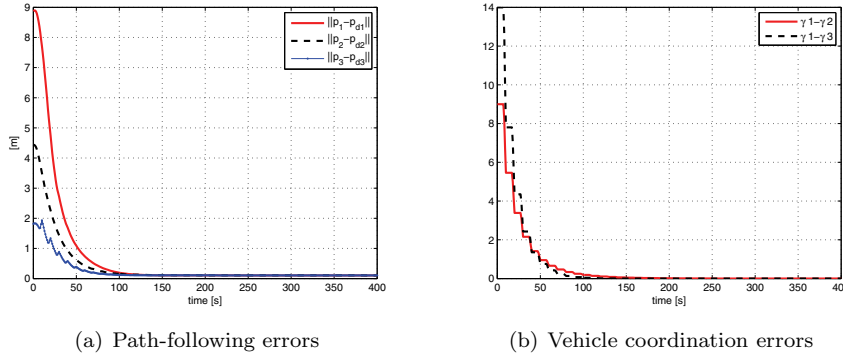 9
8
7
6
5
4
3
2
1
0
[m]
||p1–pd1||
||p2–pd2||
||p3–pd3||
0 50 100 150 200 250 300 350 400
time [s]
(a) Path-following errors
14
12
10
8
6
4
2
0
γ1–γ2
γ1–γ3
0 50 100 150 200 250 300 350 400
time [s]
(b) Vehicle coordination errors